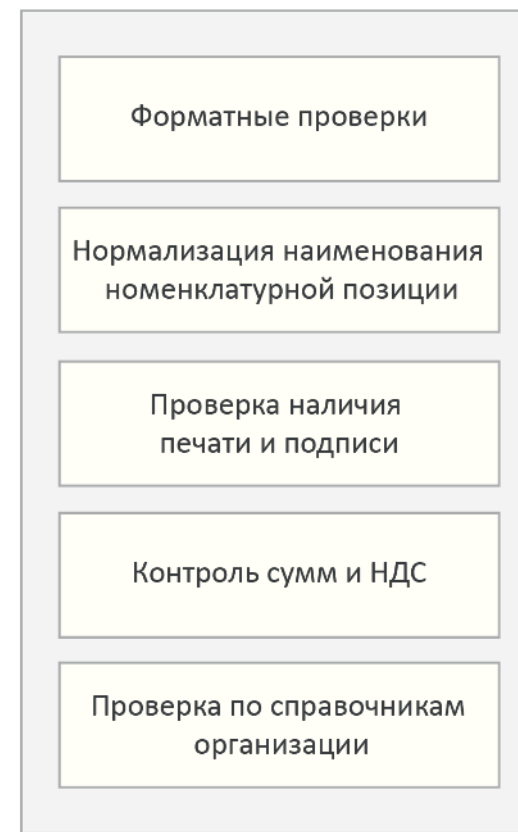 Форматные проверки
Нормализация наименования
номенклатурной позиции
Проверка наличия
печати и подписи
Контроль сумм и НДС
Проверка по справочникам
организации